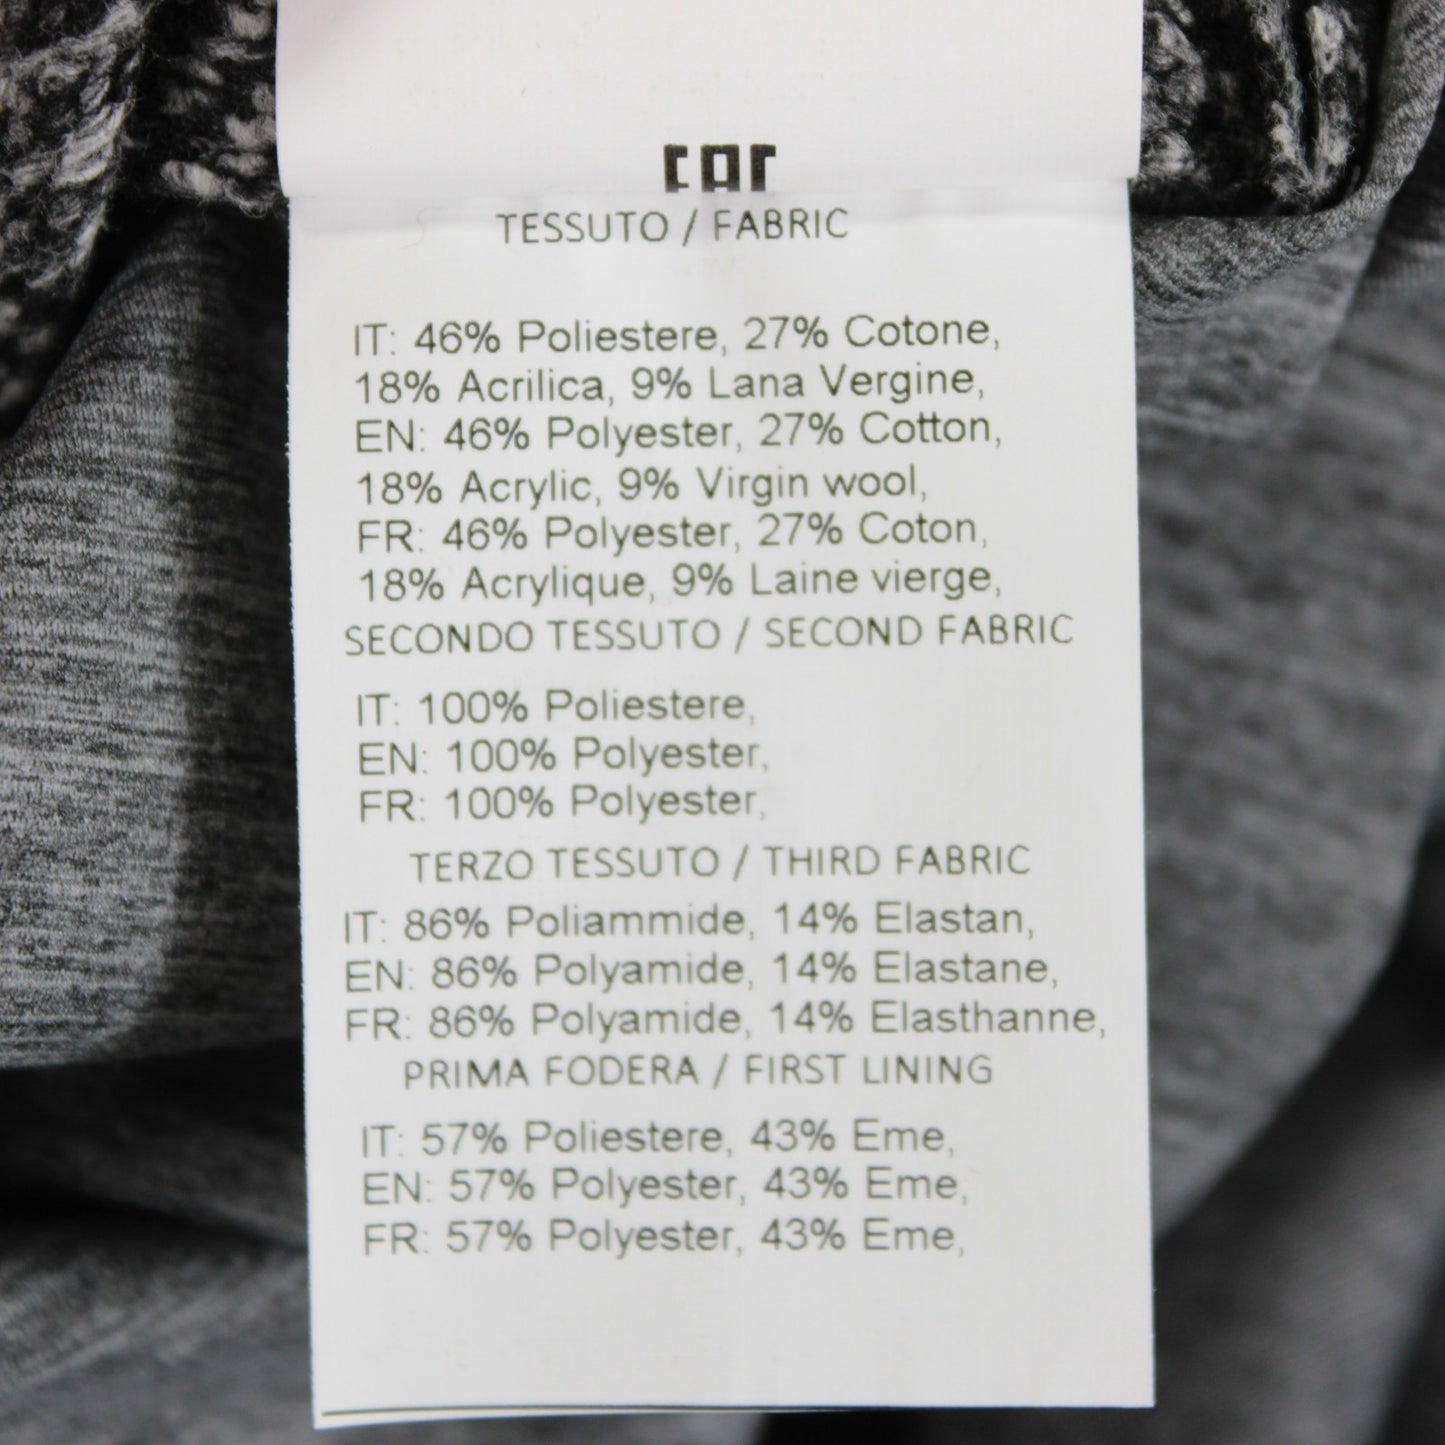 EAC
TESSUTO / FABRIC
IT: 46% Poliestere, 27% Cotone,
18% Acrilica, 9% Lana Vergine,
EN: 46% Polyester, 27% Cotton,
18% Acrylic, 9% Virgin wool,
FR: 46% Polyester, 27% Coton,
18% Acrylique, 9% Laine vierge,
SECONDO TESSUTO / SECOND FABRIC
IT: 100% Poliestere,
EN: 100% Polyester,
FR: 100% Polyester,
TERZO TESSUTO / THIRD FABRIC
IT: 86% Poliammide, 14% Elastan,
EN: 86% Polyamide, 14% Elastane,
FR: 86% Polyamide, 14% Elasthanne,
PRIMA FODERA / FIRST LINING
IT: 57% Poliestere, 43% Eme,
EN: 57% Polyester, 43% Eme,
FR: 57% Polyester, 43% Eme,